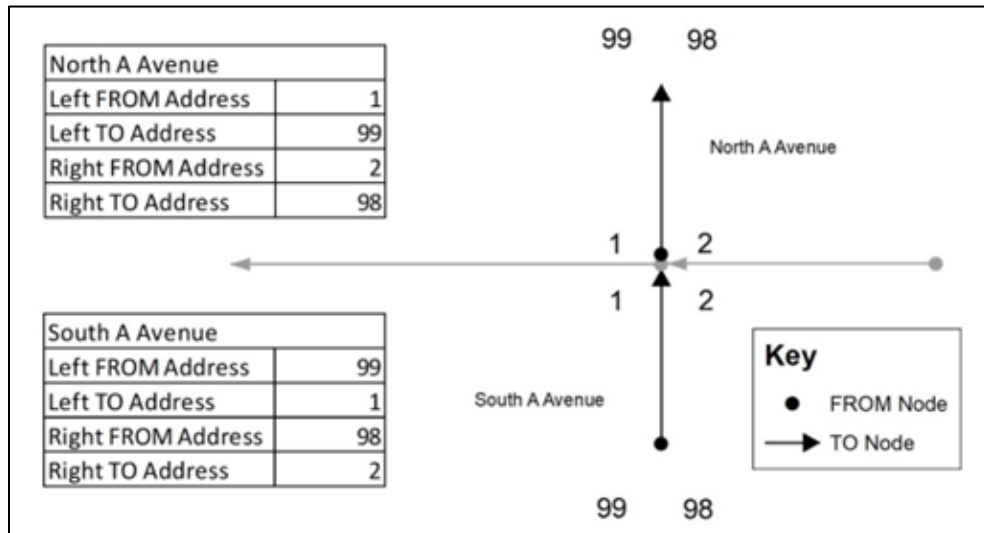 99 98
North A Avenue
Left FROM Address 1
Left TO Address 99
Right FROM Address 2
Right TO Address 98
North A Avenue
1 2
1 2
South A Avenue
Left FROM Address 99
Left TO Address 1
Right FROM Address 98
Right TO Address 2
South A Avenue
Key
FROM Node
TO Node
99 98